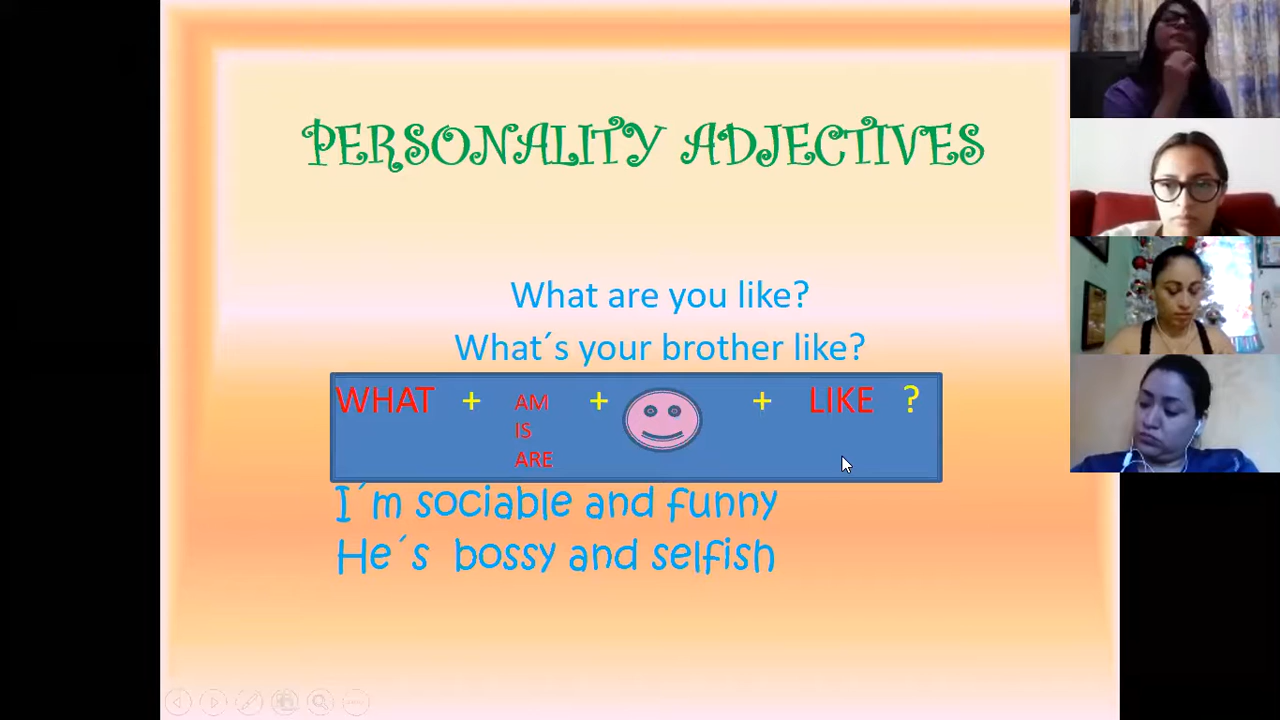 PERSONALITY ADJECTIVES
What are you like?
What´s your brother like?
WHAT + AM + + LIKE ?
IS
ARE
I´m sociable and funny
He´s bossy and selfish